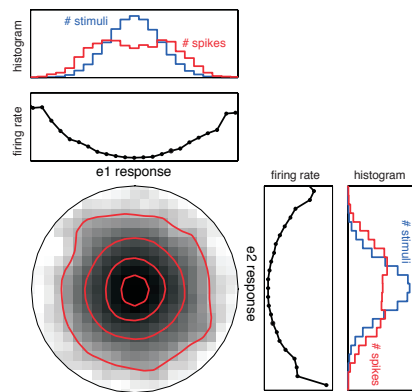 histogram
# stimuli
# spikes
firing rate
e1 response
firing rate
histogram
e2 response
# stimuli
# spikes